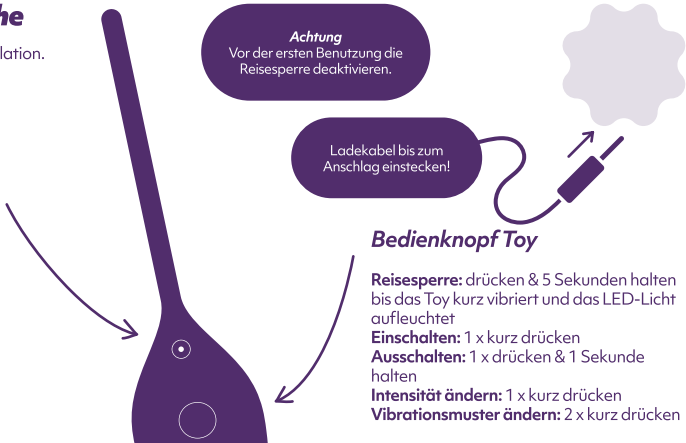 he
lation.
Achtung
Vor der ersten Benutzung die
Reisesperre deaktivieren.
Ladekabel bis zum
Anschlag einstecken!
Bedienknopf Toy
Reisesperre: drücken & 5 Sekunden halten
bis das Toy kurz vibriert und das LED-Licht
aufleuchtet
Einschalten: 1 x kurz drücken
Ausschalten: 1 x drücken & 1 Sekunde
halten
Intensität ändern: 1 x kurz drücken
Vibrationsmuster ändern: 2 x kurz drücken